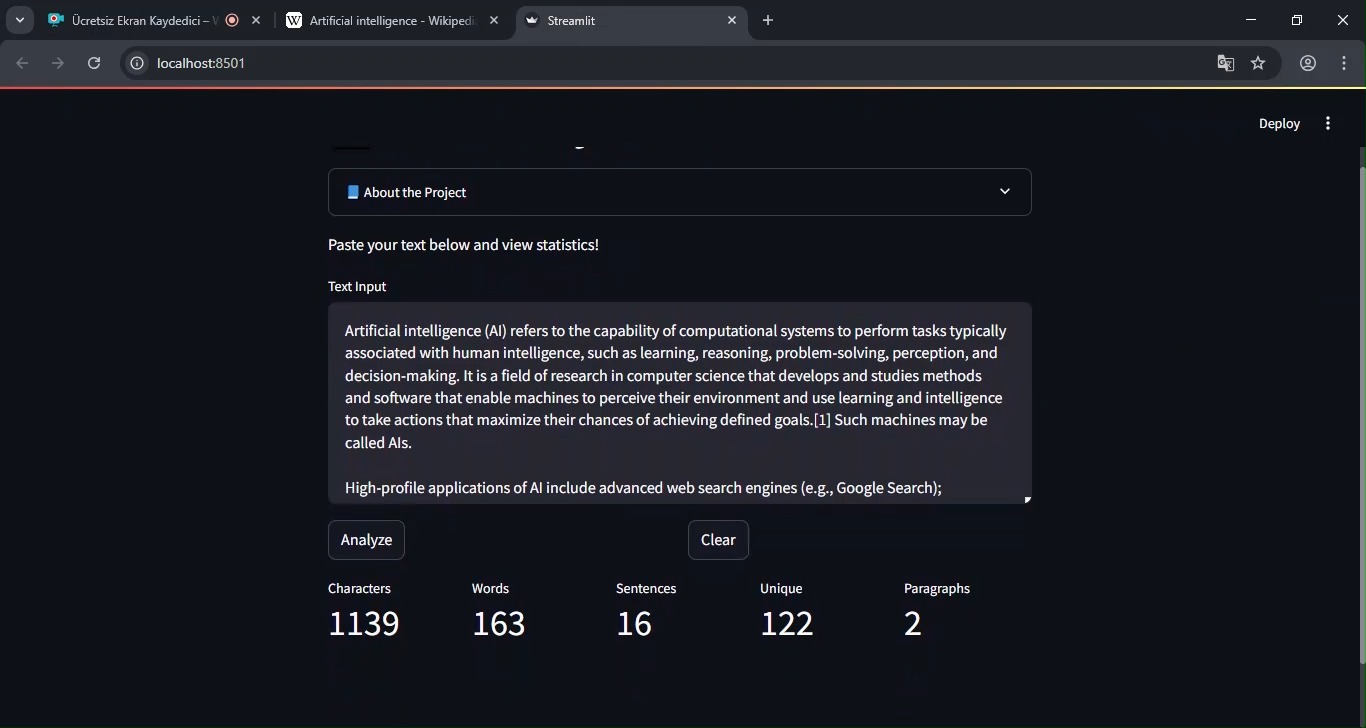 Ücretsiz Ekran Kaydedici –
Artificial intelligence - Wikiped
Streamlit
localhost:8501
Deploy
About the Project
Paste your text below and view statistics!
Text Input
Artificial intelligence (AI) refers to the capability of computational systems to perform tasks typically
associated with human intelligence, such as learning, reasoning, problem-solving, perception, and
decision-making. It is a field of research in computer science that develops and studies methods
and software that enable machines to perceive their environment and use learning and intelligence
to take actions that maximize their chances of achieving defined goals.[1] Such machines may be
called AIs.
High-profile applications of AI include advanced web search engines (e.g., Google Search);
Analyze
Clear
Characters
Words
Sentences
Unique
Paragraphs
1139
163
16
122
2